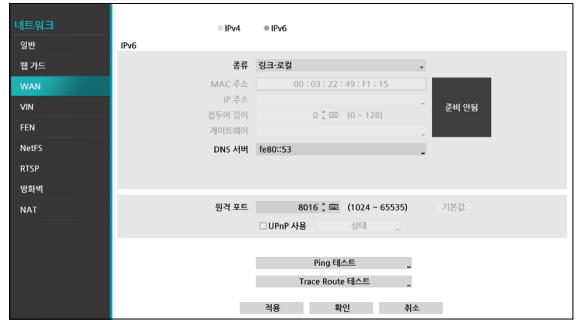 네트워크
일반
웹 가드
WAN
VIN
FEN
NetFS
RTSP
방화벽
NAT
IPv4 IPv6
IPv6
종류 링크-로컬
MAC 주소 00 : 03 : 22 : 49 : F1 : 15
IP 주소
접두어 길이 0 (0 ~ 128)
게이트웨이
준비 안됨
DNS 서버 fe80::53
원격 포트 8016 (1024 ~ 65535) 기본값
UPnP 사용 상태
Ping 테스트
Trace Route 테스트
적용 확인 취소